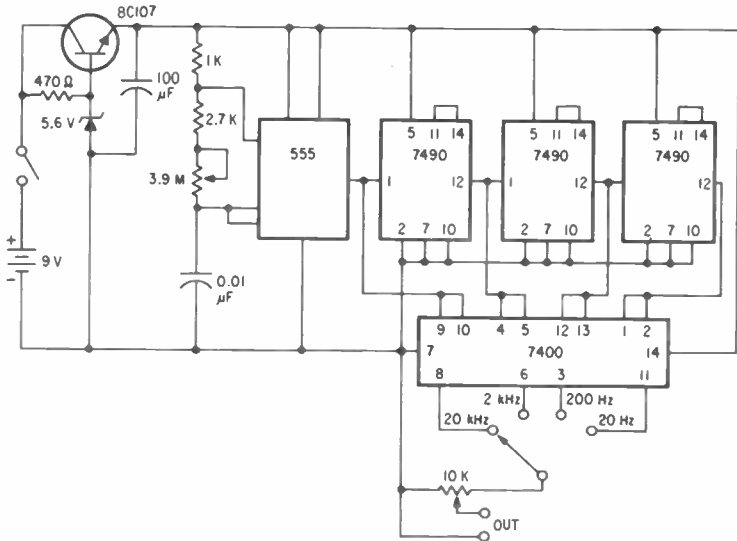 BC107
470 Ω
5.6 V
100
μF
1K
2.7 K
3.9 M
0.01
μF
+
9 V
-
555
5 11 14
7490
1 12
2 7 10
5 11 14
7490
1 12
2 7 10
5 11 14
7490
12
2 7 10
9 10 4 5 12 13 1 2
7 7400 14
8 6 3 11
20 kHz
2 kHz
200 Hz
20 Hz
10 K
OUT